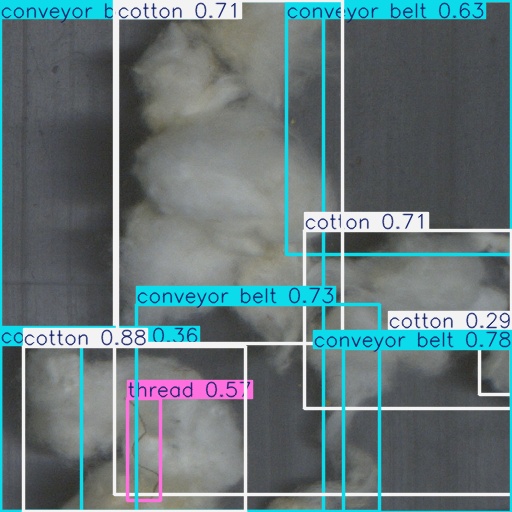 conveyor b
cotton 0.71
conveyor belt 0.63
cotton 0.71
conveyor belt 0.73
cotton 0.29
co
cotton 0.88
0.36
conveyor belt 0.78
thread 0.57